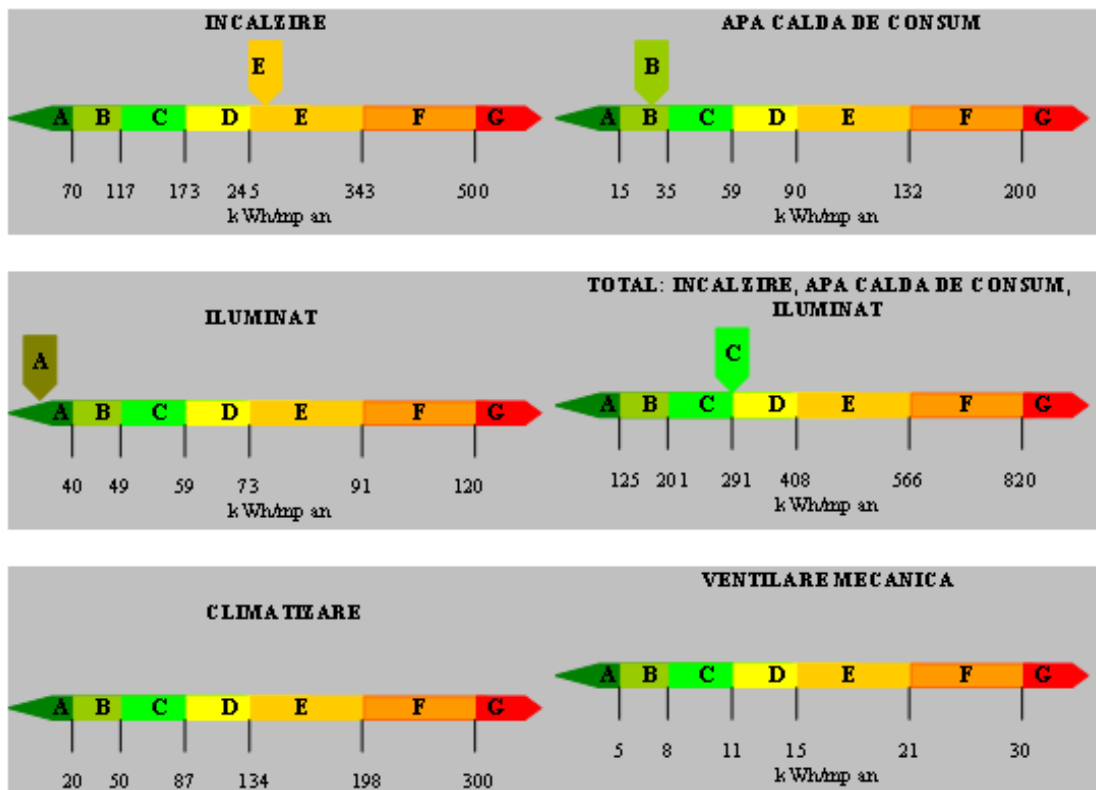 INCALZIRE
E
A B C D E F G
70 117 173 245 343 500
kWh/mp an
APA CALDA DE CONSUM
B
A B C D E F G
15 35 59 90 132 200
kWh/mp an
ILUMINAT
A
A B C D E F G
40 49 59 73 91 120
kWh/mp an
TOTAL: INCALZIRE, APA CALDA DE CONSUM,
ILUMINAT
C
A B C D E F G
125 201 291 408 566 820
kWh/mp an
CLIMATIZARE
A B C D E F G
20 50 87 134 198 300
VENTILARE MECANICA
A B C D E F G
5 8 11 15 21 30
kWh/mp an